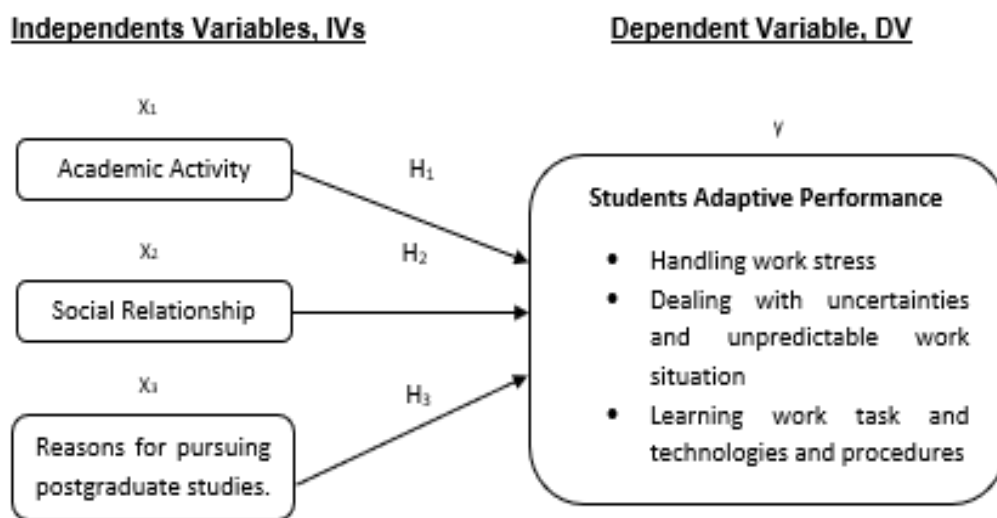 Independents Variables, IVs
Dependent Variable, DV
X₁
Academic Activity
H₁
X₂
Social Relationship
H₂
X₃
Reasons for pursuing
postgraduate studies.
H₃
Y
Students Adaptive Performance
• Handling work stress
• Dealing with uncertainties
and unpredictable work
situation
• Learning work task and
technologies and procedures